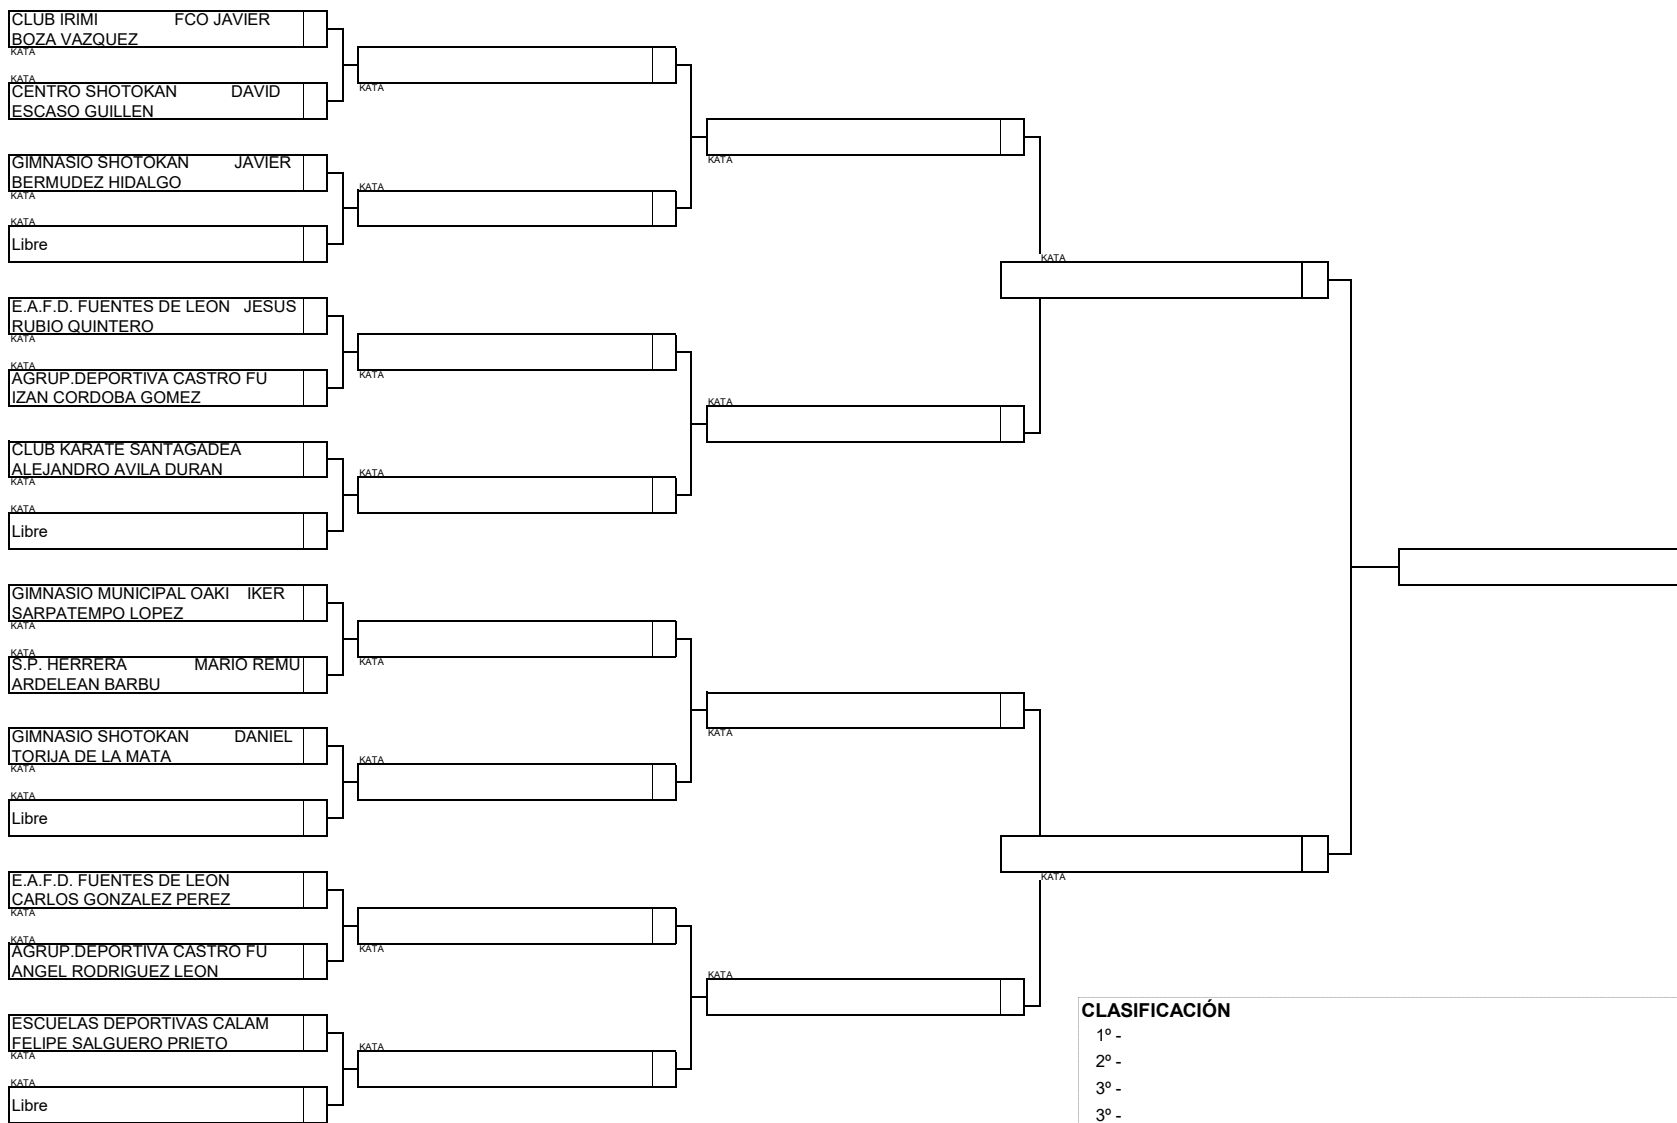 CLUB IRIMI FCO JAVIER
BOZA VAZQUEZ
KATA
KATA
CENTRO SHOTOKAN DAVID
ESCASO GUILLEN
GIMNASIO SHOTOKAN JAVIER
BERMUDEZ HIDALGO
KATA
KATA
Libre
E.A.F.D. FUENTES DE LEON JESUS
RUBIO QUINTERO
KATA
KATA
AGRUP.DEPORTIVA CASTRO FU
IZAN CORDOBA GOMEZ
CLUB KARATE SANTAGADEA
ALEJANDRO AVILA DURAN
KATA
KATA
Libre
GIMNASIO MUNICIPAL OAKI IKER
SARPATEMPO LOPEZ
KATA
KATA
S.P. HERRERA MARIO REMU
ARDELEAN BARBU
GIMNASIO SHOTOKAN DANIEL
TORIJA DE LA MATA
KATA
KATA
Libre
E.A.F.D. FUENTES DE LEON
CARLOS GONZALEZ PEREZ
KATA
KATA
AGRUP.DEPORTIVA CASTRO FU
ANGEL RODRIGUEZ LEON
ESCUELAS DEPORTIVAS CALAM
FELIPE SALGUERO PRIETO
KATA
KATA
Libre
KATA
KATA
KATA
KATA
KATA
KATA
KATA
KATA
KATA
KATA
KATA
KATA
KATA
KATA
CLASIFICACIÓN
1º -
2º -
3º -
3º -